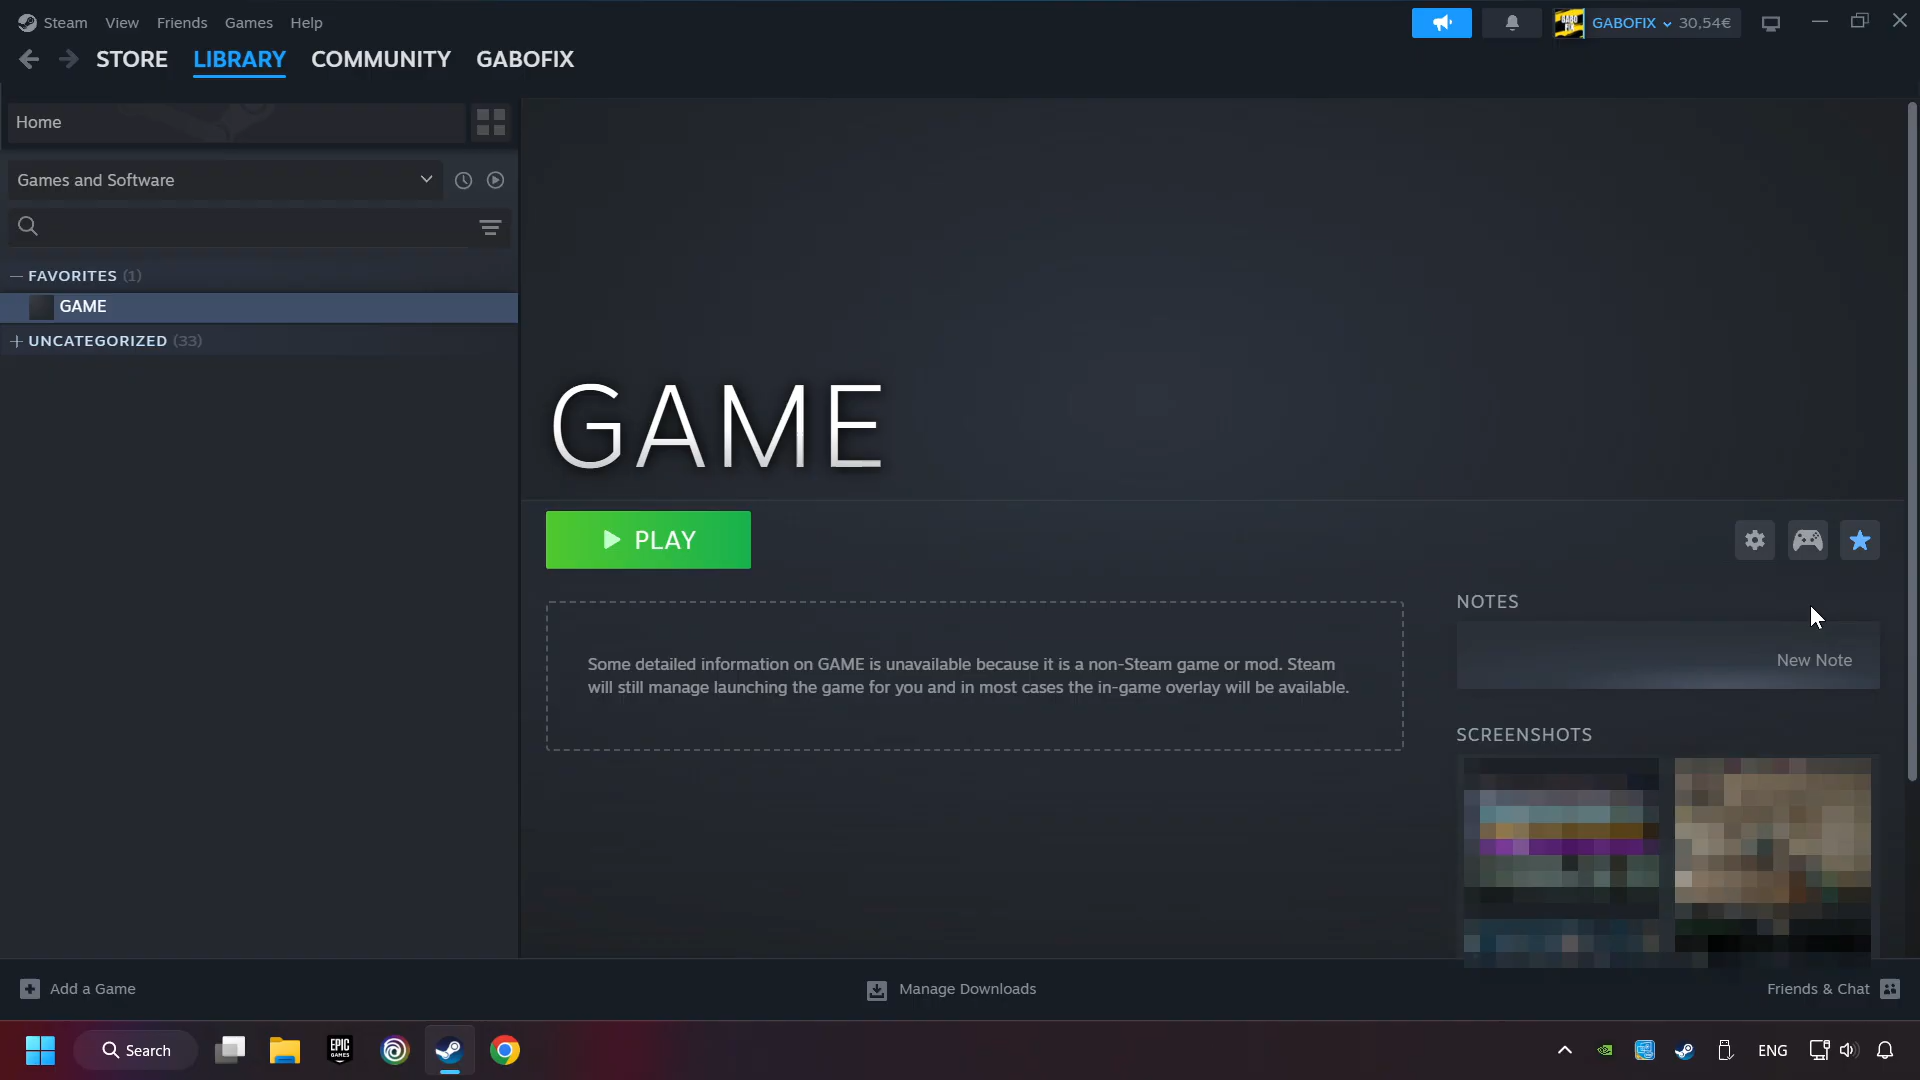 Steam View Friends Games Help
GABOFIX 30,54€
STORE LIBRARY COMMUNITY GABOFIX
Home
Games and Software
FAVORITES (1)
GAME
UNCATEGORIZED (33)
GAME
PLAY
NOTES
New Note
Some detailed information on GAME is unavailable because it is a non-Steam game or mod. Steam
will still manage launching the game for you and in most cases the in-game overlay will be available.
SCREENSHOTS
Add a Game
Manage Downloads
Friends & Chat
Search
EPIC
GAMES
ENG